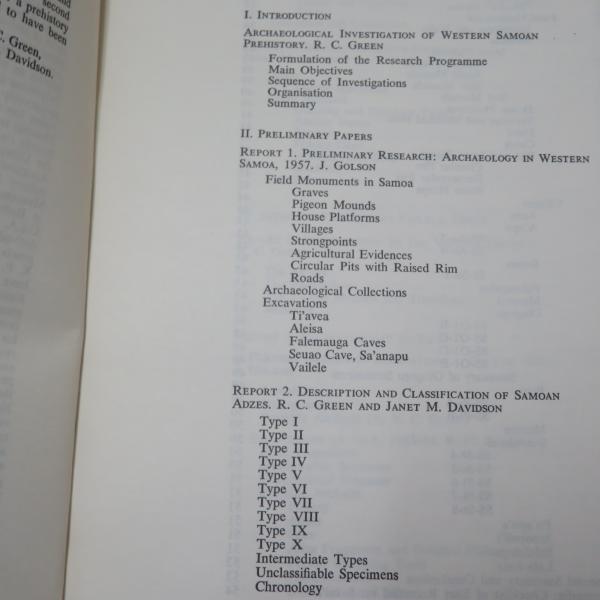 second
a prehistory
to have been
C. Green,
Davidson.
I. INTRODUCTION
ARCHAEOLOGICAL INVESTIGATION OF WESTERN SAMOAN
PREHISTORY. R. C. GREEN
Formulation of the Research Programme
Main Objectives
Sequence of Investigations
Organisation
Summary
II. PRELIMINARY PAPERS
REPORT 1. PRELIMINARY RESEARCH: ARCHAEOLOGY IN WESTERN
SAMOA, 1957. J. GOLSON
Field Monuments in Samoa
Graves
Pigeon Mounds
House Platforms
Villages
Strongpoints
Agricultural Evidences
Circular Pits with Raised Rim
Roads
Archaeological Collections
Excavations
Ti'avea
Aleisa
Falemauga Caves
Seuao Cave, Sa'anapu
Vailele
REPORT 2. DESCRIPTION AND CLASSIFICATION OF SAMOAN
ADZES. R. C. GREEN AND JANET M. DAVIDSON
Type I
Type II
Type III
Type IV
Type V
Type VI
Type VII
Type VIII
Type IX
Type X
Intermediate Types
Unclassifiable Specimens
Chronology